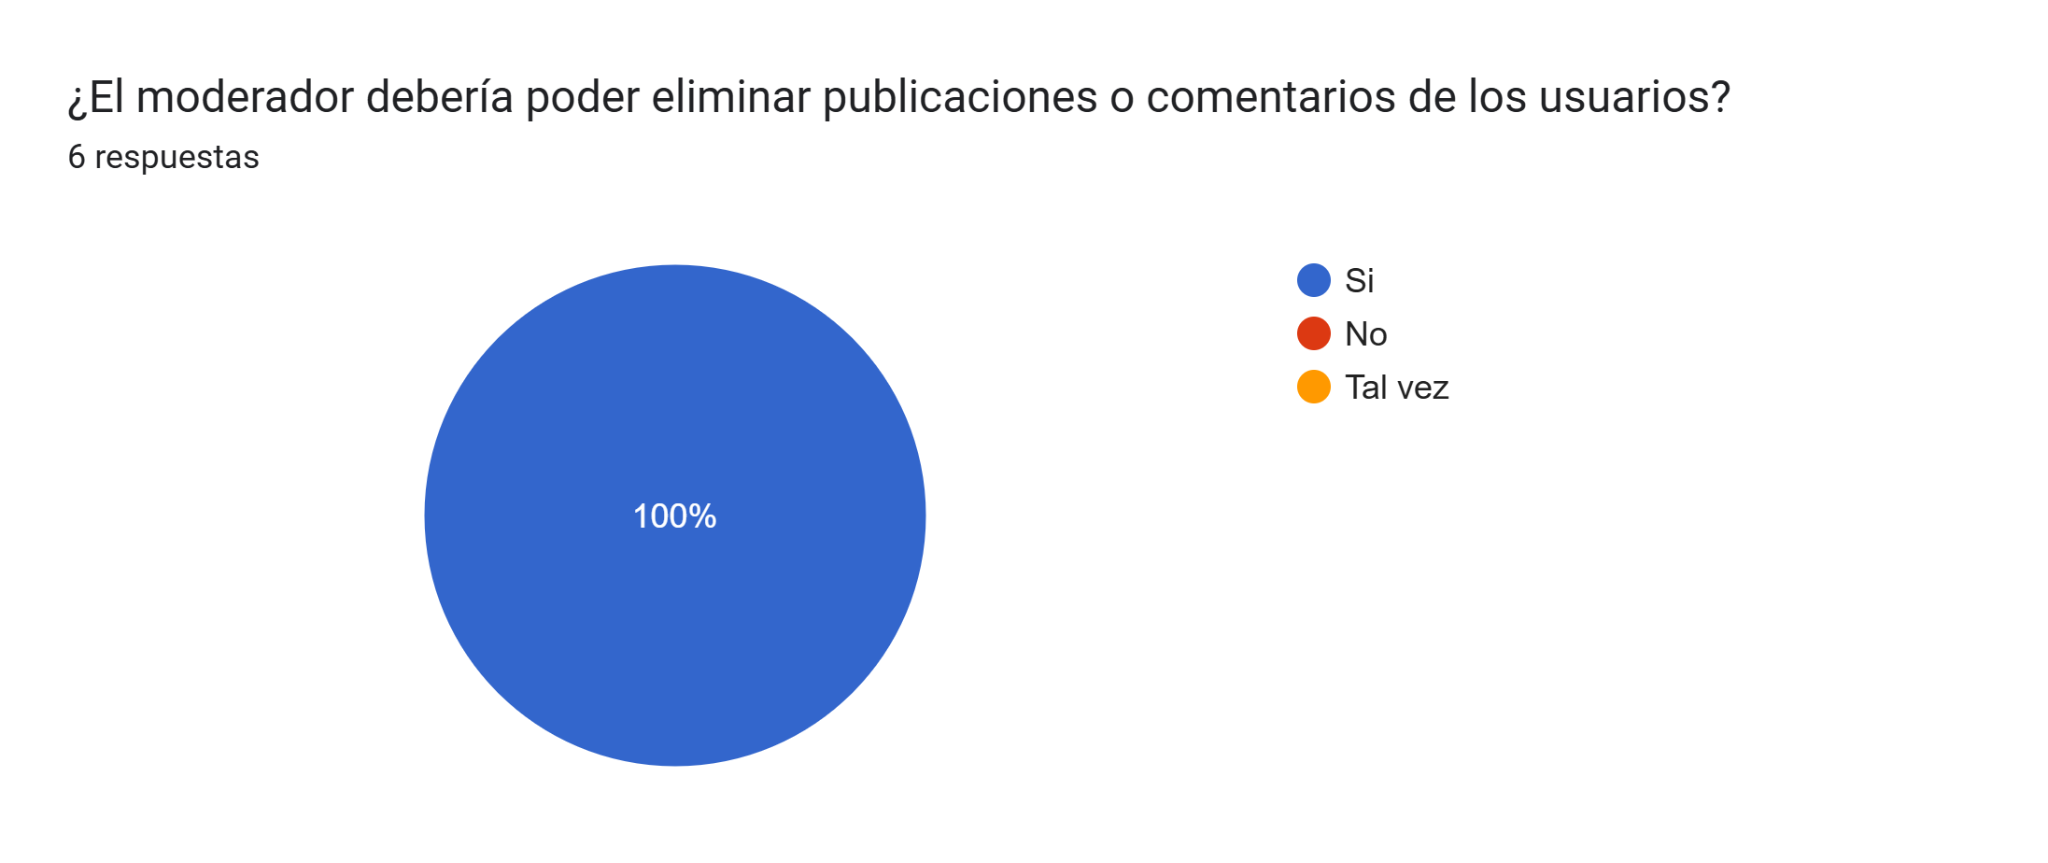 ¿El moderador debería poder eliminar publicaciones o comentarios de los usuarios?
6 respuestas
Si
No
Tal vez
100%